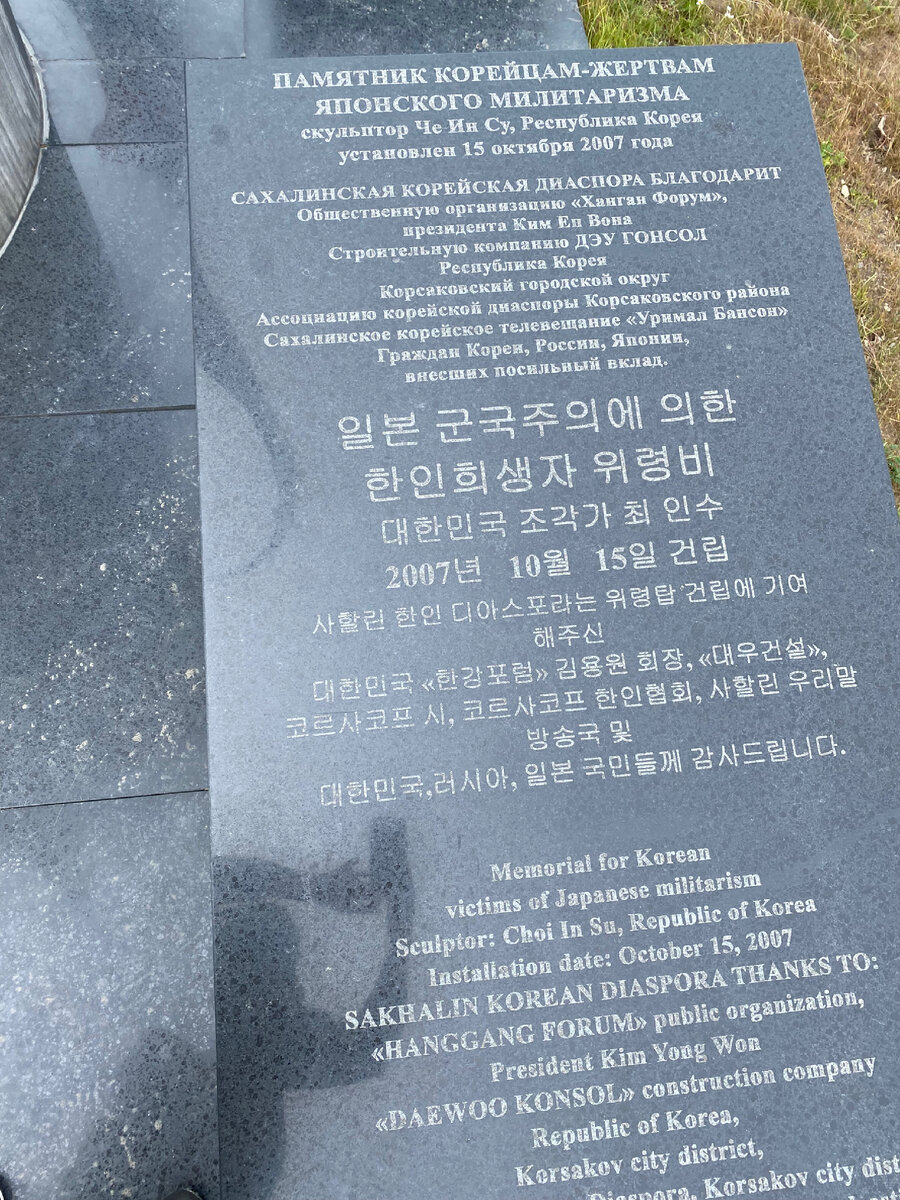 ПАМЯТНИК КОРЕЙЦАМ-ЖЕРТВАМ
ЯПОНСКОГО МИЛИТАРИЗМА
скульптор Че Ин Су, Республика Корея
установлен 15 октября 2007 года
САХАЛИНСКАЯ КОРЕЙСКАЯ ДИАСПОРА БЛАГОДАРИТ
Общественную организацию «Ханган Форум»,
президента Ким Еп Вона
Строительную компанию ДЭУ ГОНСОЛ
Республика Корея
Корсаковский городской округ
Ассоциацию корейской диаспоры Корсаковского района
Сахалинское корейское телевещание «Уримал Бансон»
Граждан Кореи, России, Японии,
внесших посильный вклад.
일본 군국주의에 의한
한인희생자 위령비
대한민국 조각가 최 인수
2007년 10월 15일 건립
사할린 한인 디아스포라는 위령탑 건립에 기여
해주신
대한민국 «한강포럼» 김용원 회장, «대우건설»,
코르사코프 시, 코르사코프 한인협회, 사할린 우리말
방송국 및
대한민국,러시아, 일본 국민들께 감사드립니다.
Memorial for Korean
victims of Japanese militarism
Sculptor: Choi In Su, Republic of Korea
Installation date: October 15, 2007
SAKHALIN KOREAN DIASPORA THANKS TO:
«HANGGANG FORUM» public organization,
President Kim Yong Won
«DAEWOO KONSOL» construction company
Republic of Korea,
Korsakov city district,
Diaspora, Korsakov city